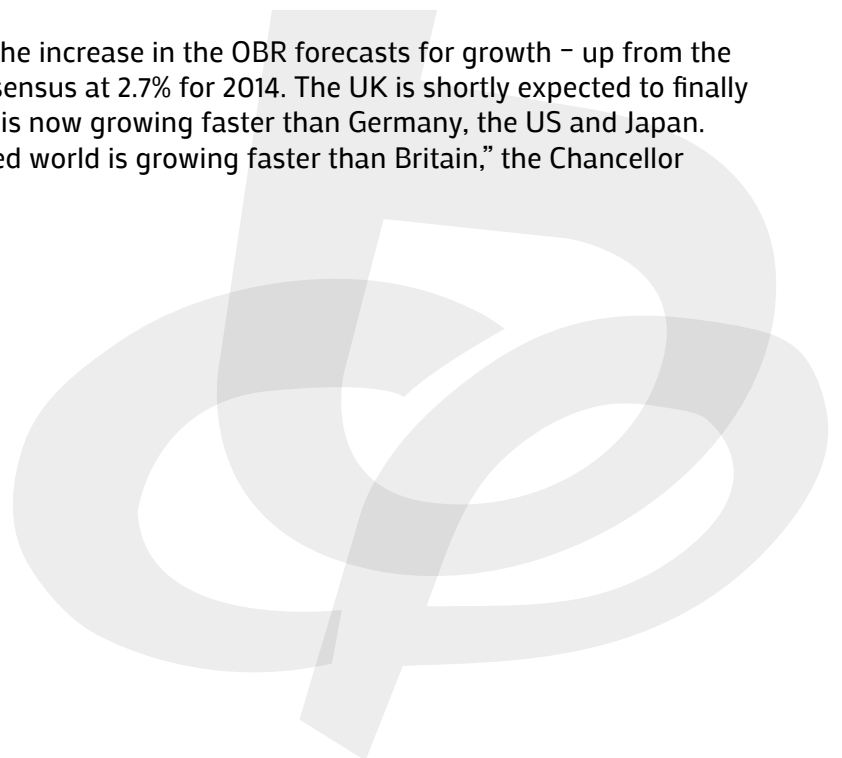 he increase in the OBR forecasts for growth – up from the
ensus at 2.7% for 2014. The UK is shortly expected to finally
is now growing faster than Germany, the US and Japan.
ed world is growing faster than Britain,” the Chancellor